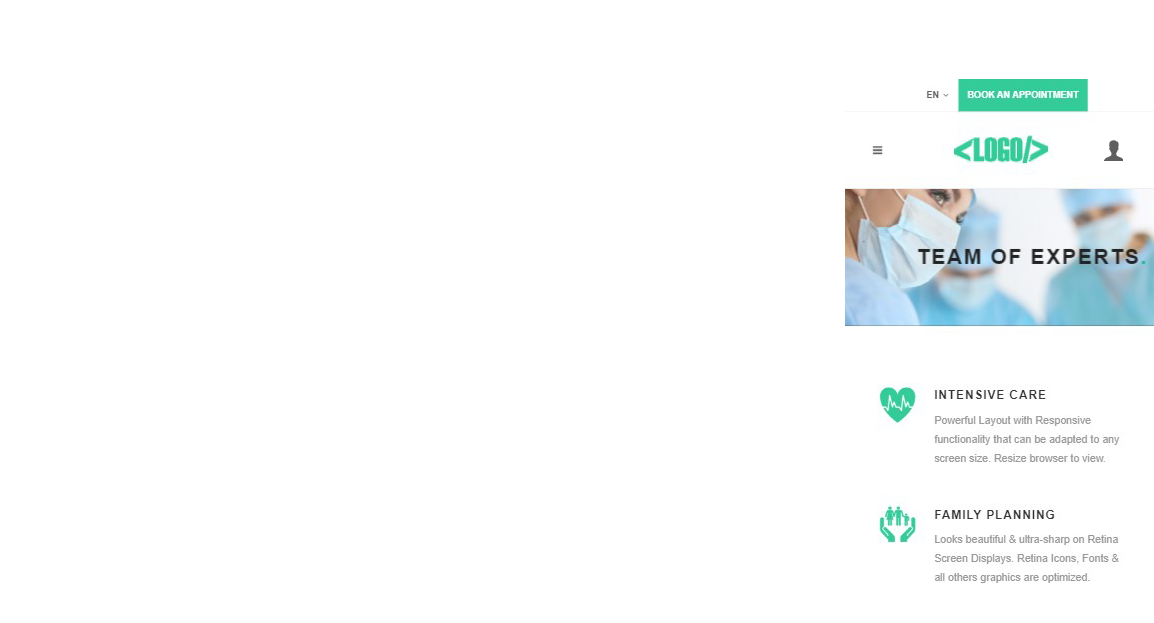 EN
BOOK AN APPOINTMENT
<LOGO/>
TEAM OF EXPERTS.
INTENSIVE CARE
Powerful Layout with Responsive
functionality that can be adapted to any
screen size. Resize browser to view.
FAMILY PLANNING
Looks beautiful & ultra-sharp on Retina
Screen Displays. Retina Icons, Fonts &
all others graphics are optimized.